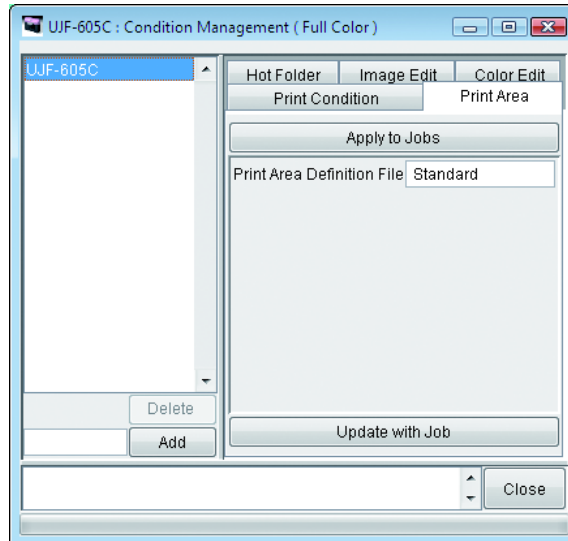 UJF-605C : Condition Management ( Full Color )
UJF-605C
Hot Folder Image Edit Color Edit
Print Condition Print Area
Apply to Jobs
Print Area Definition File Standard
Update with Job
Delete
Add
Close